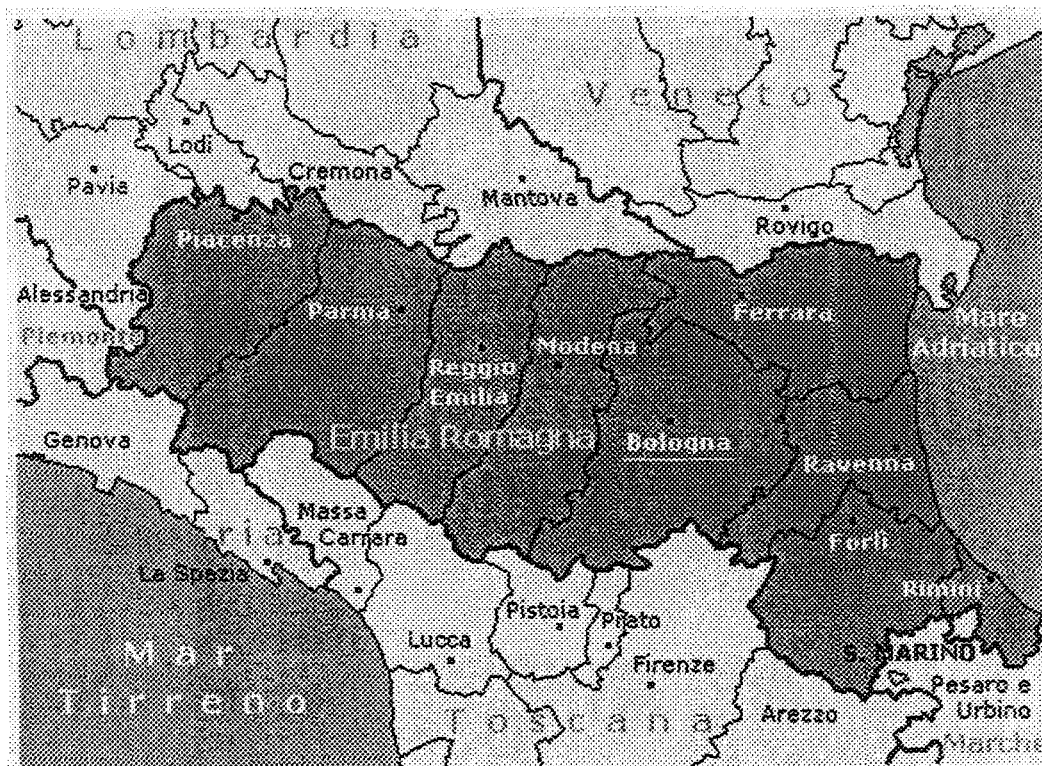 Lombardia
Veneto
Lodi
Pavia
Cremona
Mantova
Rovigo
Piacenza
Alessandria
Piemonte
Parma
Ferrara
Mare
Adriatico
Modena
Reggio
Emilia
Genova
Emilia Romagna
Bologna
Ravenna
Massa
Carrara
ria
Forlì
La Spezia
Rimini
Pistoia
Prato
Lucca
Firenze
Mar
Tirreno
S. MARINO
Pesaro e
Urbino
Toscana
Arezzo
Marche